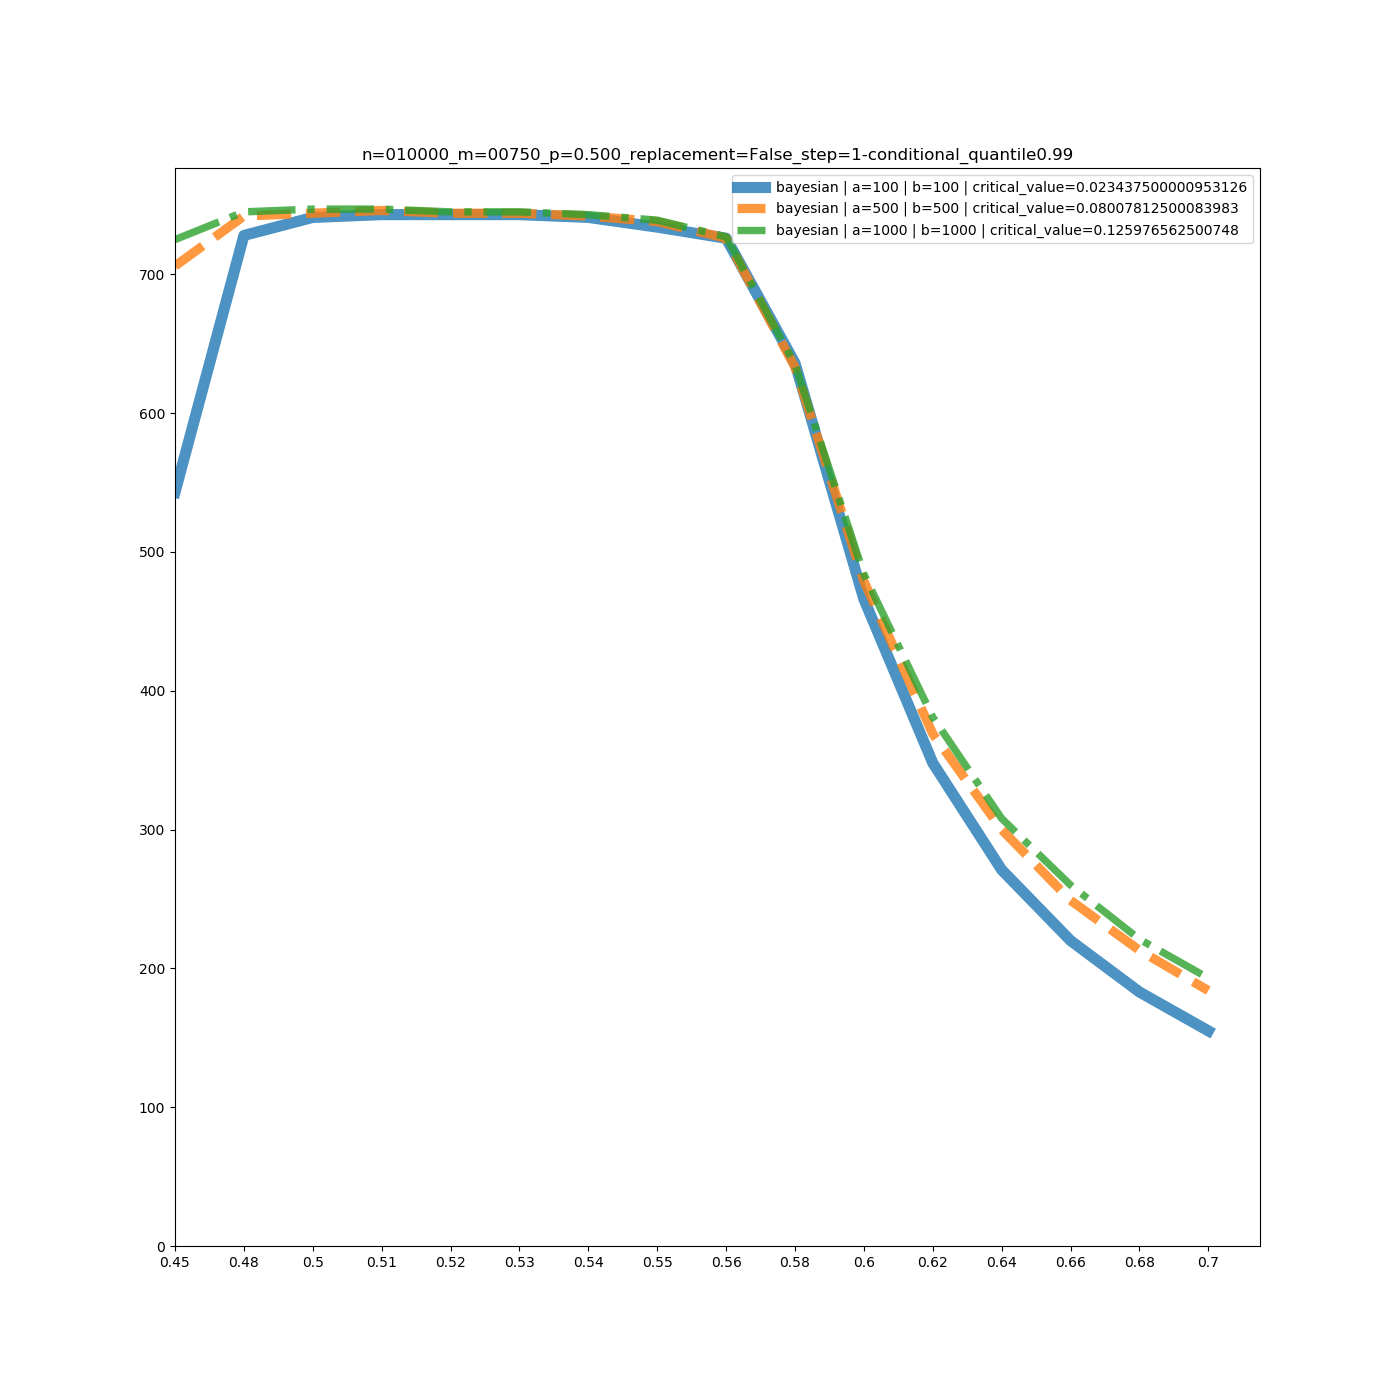 n=010000_m=00750_p=0.500_replacement=False_step=1-conditional_quantile0.99
bayesian | a=100 | b=100 | critical_value=0.023437500000953126
bayesian | a=500 | b=500 | critical_value=0.08007812500083983
bayesian | a=1000 | b=1000 | critical_value=0.125976562500748
700
600
500
400
300
200
100
0
0.45 0.48 0.5 0.51 0.52 0.53 0.54 0.55 0.56 0.58 0.6 0.62 0.64 0.66 0.68 0.7